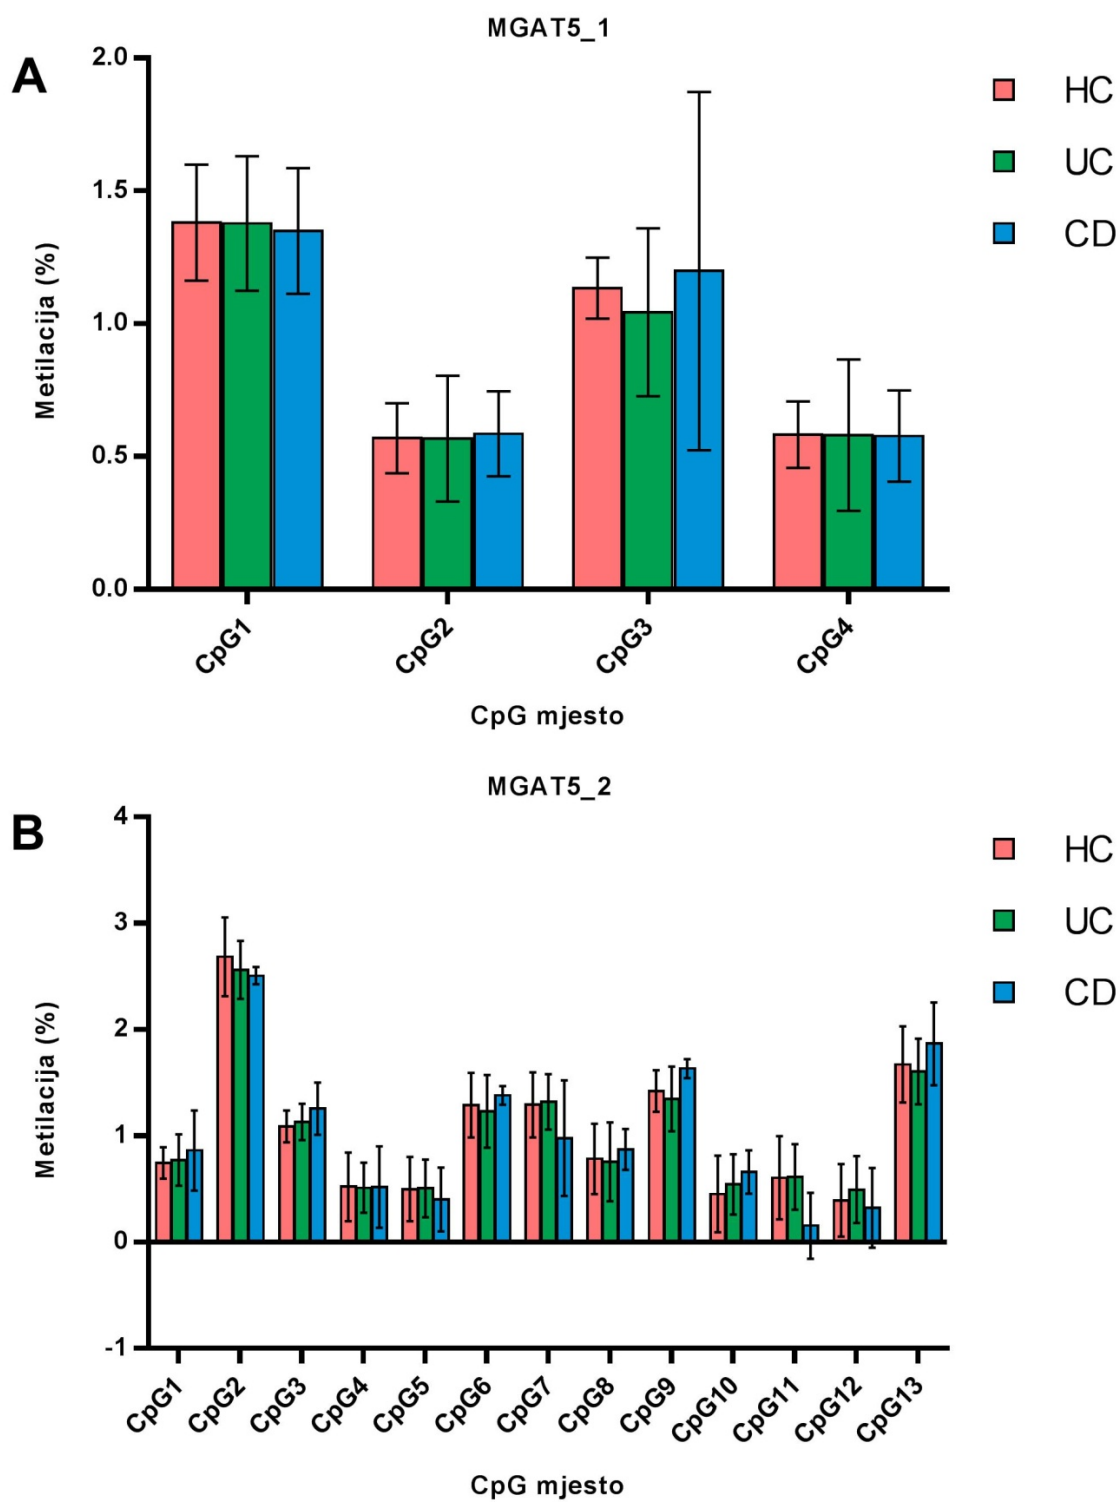 MGAT5_1
A
2.0
1.5
1.0
0.5
0.0
Metilacija (%)
CpG1
CpG2
CpG3
CpG4
CpG mjesto
HC
UC
CD
MGAT5_2
B
4
3
2
1
0
-1
Metilacija (%)
CpG1
CpG2
CpG3
CpG4
CpG5
CpG6
CpG7
CpG8
CpG9
CpG10
CpG11
CpG12
CpG13
CpG mjesto
HC
UC
CD